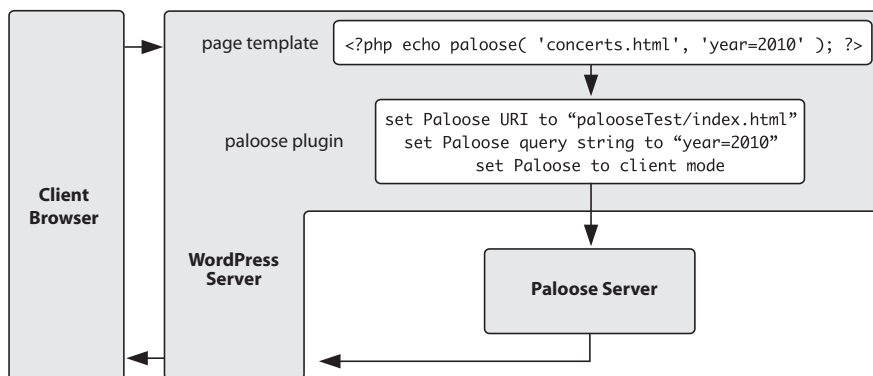 page template
<?php echo paloose( 'concerts.html', 'year=2010' ); ?>
paloose plugin
set Paloose URI to “palooseTest/index.html”
set Paloose query string to “year=2010”
set Paloose to client mode
Client
Browser
WordPress
Server
Paloose Server